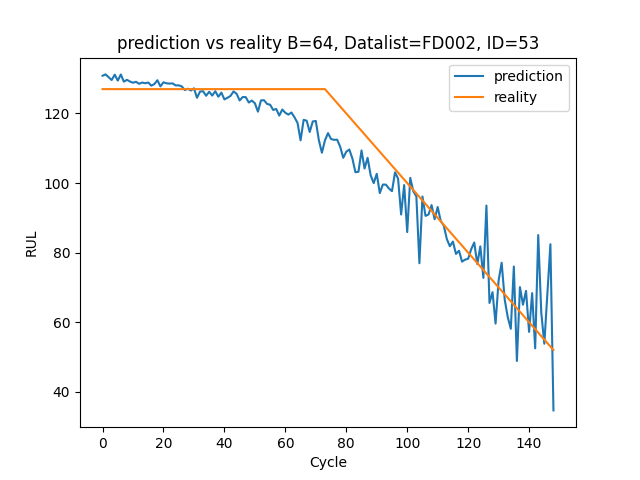 prediction vs reality B=64, Datalist=FD002, ID=53
prediction
reality
RUL
120
100
80
60
40
0 20 40 60 80 100 120 140
Cycle